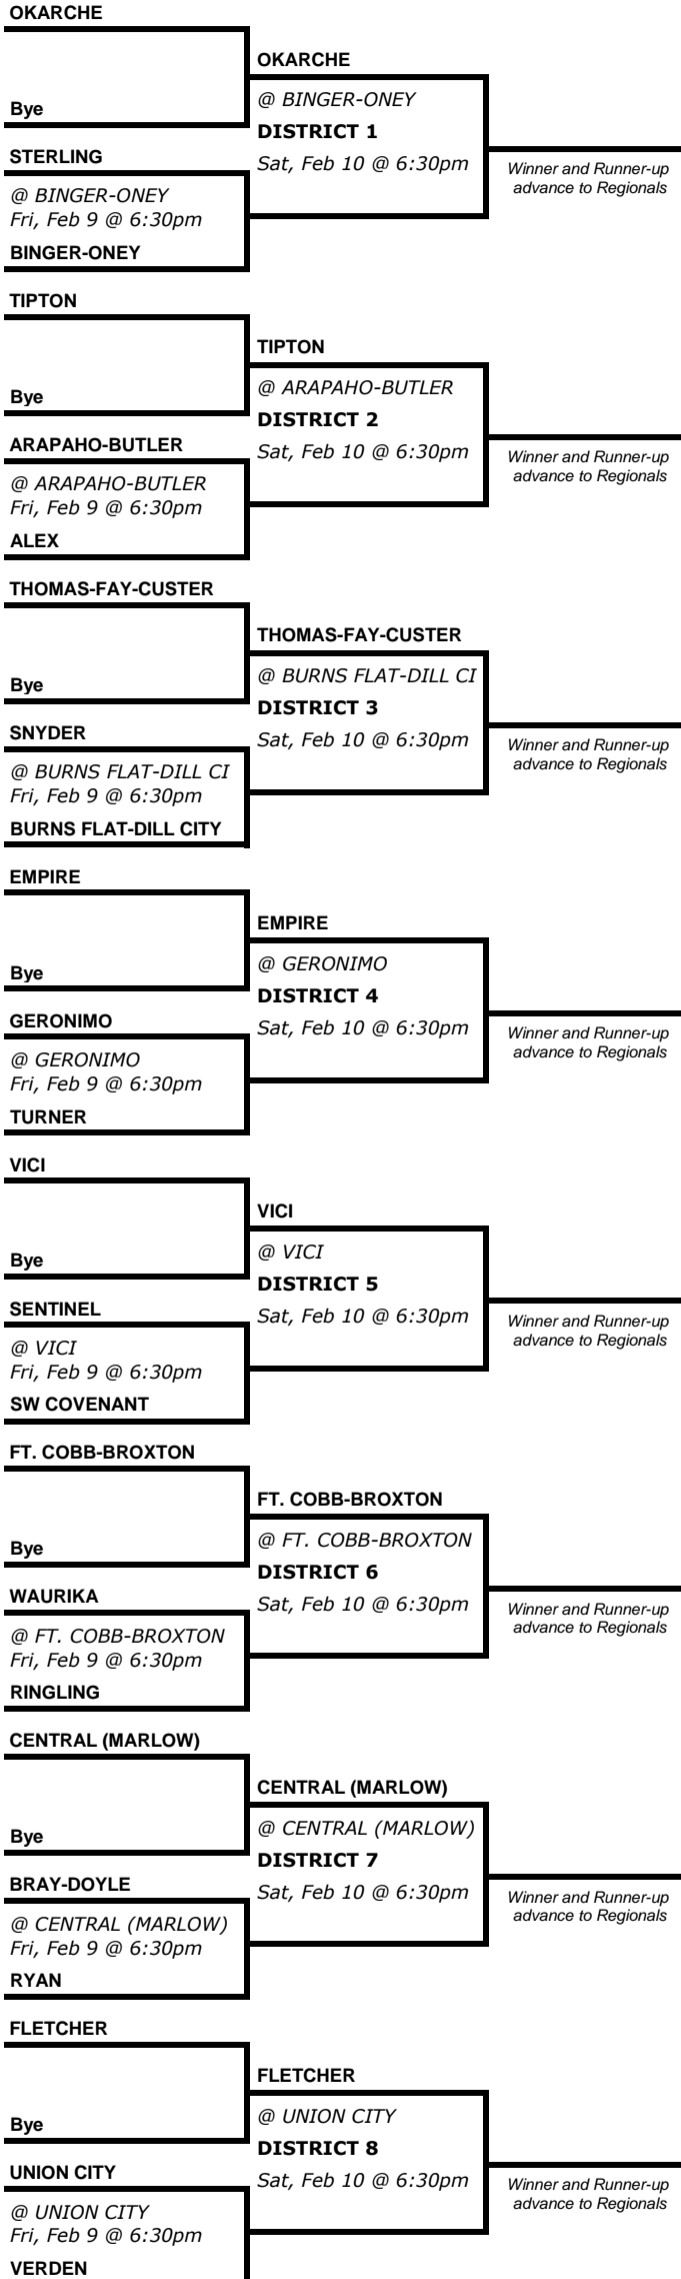 OKARCHE
OKARCHE
Bye
@ BINGER-ONEY
DISTRICT 1
STERLING
Sat, Feb 10 @ 6:30pm
Winner and Runner-up
advance to Regionals
@ BINGER-ONEY
Fri, Feb 9 @ 6:30pm
BINGER-ONEY
TIPTON
TIPTON
Bye
@ ARAPAHO-BUTLER
DISTRICT 2
ARAPAHO-BUTLER
Sat, Feb 10 @ 6:30pm
Winner and Runner-up
advance to Regionals
@ ARAPAHO-BUTLER
Fri, Feb 9 @ 6:30pm
ALEX
THOMAS-FAY-CUSTER
THOMAS-FAY-CUSTER
Bye
@ BURNS FLAT-DILL CI
DISTRICT 3
SNYDER
Sat, Feb 10 @ 6:30pm
Winner and Runner-up
advance to Regionals
@ BURNS FLAT-DILL CI
Fri, Feb 9 @ 6:30pm
BURNS FLAT-DILL CITY
EMPIRE
EMPIRE
Bye
@ GERONIMO
DISTRICT 4
GERONIMO
Sat, Feb 10 @ 6:30pm
Winner and Runner-up
advance to Regionals
@ GERONIMO
Fri, Feb 9 @ 6:30pm
TURNER
VICI
VICI
Bye
@ VICI
DISTRICT 5
SENTINEL
Sat, Feb 10 @ 6:30pm
Winner and Runner-up
advance to Regionals
@ VICI
Fri, Feb 9 @ 6:30pm
SW COVENANT
FT. COBB-BROXTON
FT. COBB-BROXTON
Bye
@ FT. COBB-BROXTON
DISTRICT 6
WAURIKA
Sat, Feb 10 @ 6:30pm
Winner and Runner-up
advance to Regionals
@ FT. COBB-BROXTON
Fri, Feb 9 @ 6:30pm
RINGLING
CENTRAL (MARLOW)
CENTRAL (MARLOW)
Bye
@ CENTRAL (MARLOW)
DISTRICT 7
BRAY-DOYLE
Sat, Feb 10 @ 6:30pm
Winner and Runner-up
advance to Regionals
@ CENTRAL (MARLOW)
Fri, Feb 9 @ 6:30pm
RYAN
FLETCHER
FLETCHER
Bye
@ UNION CITY
DISTRICT 8
UNION CITY
Sat, Feb 10 @ 6:30pm
Winner and Runner-up
advance to Regionals
@ UNION CITY
Fri, Feb 9 @ 6:30pm
VERDEN